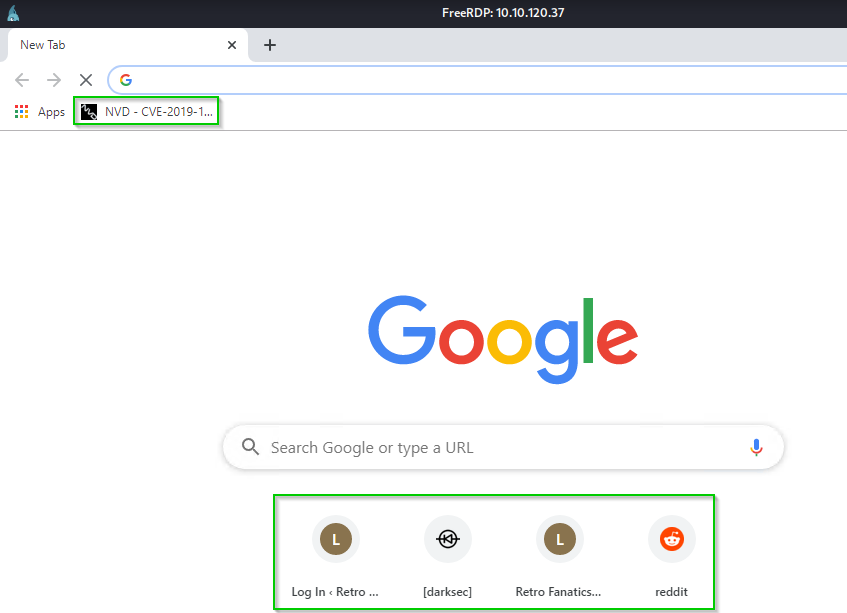 FreeRDP: 10.10.120.37
New Tab
Apps
NVD - CVE-2019-1...
Google
Search Google or type a URL
L
L
Log In ‹ Retro ...
[darksec]
Retro Fanatics...
reddit